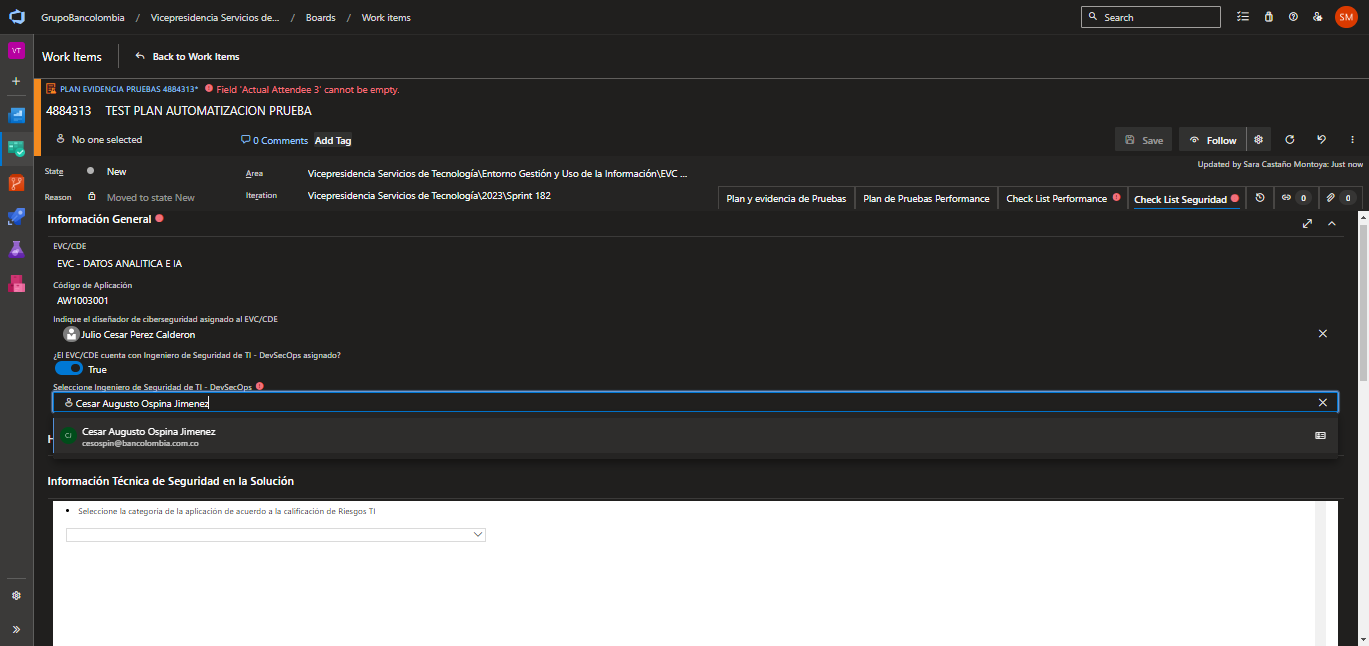 GrupoBancolombia / Vicepresidencia Servicios de... / Boards / Work items
Search
SM
VT
Work Items
Back to Work Items
PLAN EVIDENCIA PRUEBAS 4884313*
Field 'Actual Attendee 3' cannot be empty.
4884313 TEST PLAN AUTOMATIZACION PRUEBA
No one selected
0 Comments
Add Tag
Save
Follow
State
New
Area
Vicepresidencia Servicios de Tecnología\Entorno Gestión y Uso de la Información\EVC ...
Updated by Sara Castaño Montoya: Just now
Reason
Moved to state New
Iteration
Vicepresidencia Servicios de Tecnología\2023\Sprint 182
Plan y evidencia de Pruebas
Plan de Pruebas Performance
Check List Performance
Check List Seguridad
0
0
Información General
EVC/CDE
EVC - DATOS ANALITICA E IA
Código de Aplicación
AW1003001
Indique el diseñador de ciberseguridad asignado al EVC/CDE
Julio Cesar Perez Calderon
¿El EVC/CDE cuenta con Ingeniero de Seguridad de TI - DevSecOps asignado?
True
Seleccione Ingeniero de Seguridad de TI - DevSecOps
Cesar Augusto Ospina Jimenez
CJ
Cesar Augusto Ospina Jimenez
cesospin@bancolombia.com.co
Información Técnica de Seguridad en la Solución
• Seleccione la categoria de la aplicación de acuerdo a la calificación de Riesgos TI